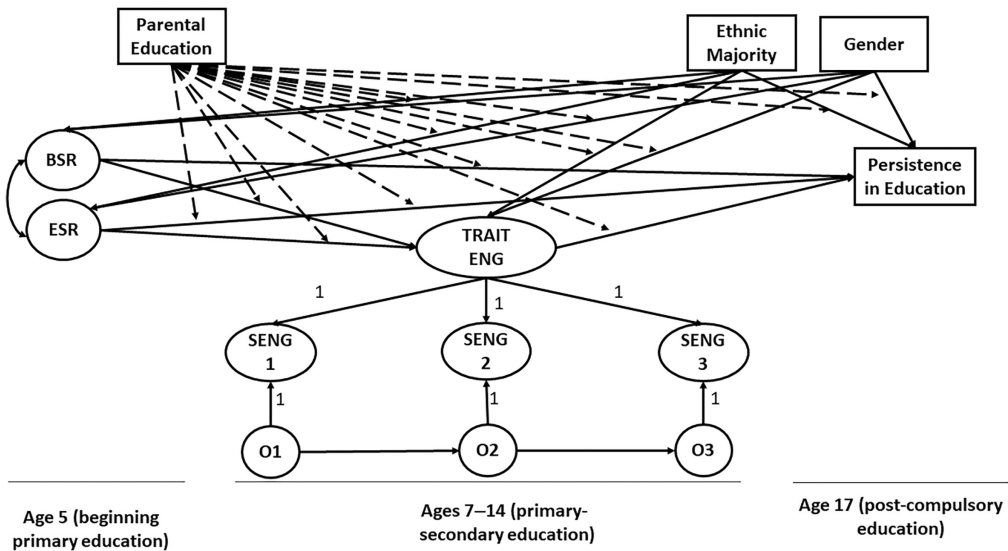 Parental
Education
Ethnic
Majority
Gender
BSR
Persistence
in Education
ESR
TRAIT
ENG
1
1
1
SENG
1
SENG
2
SENG
3
1
1
1
O1
O2
O3
Age 5 (beginning
primary education)
Ages 7–14 (primary-
secondary education)
Age 17 (post-compulsory
education)